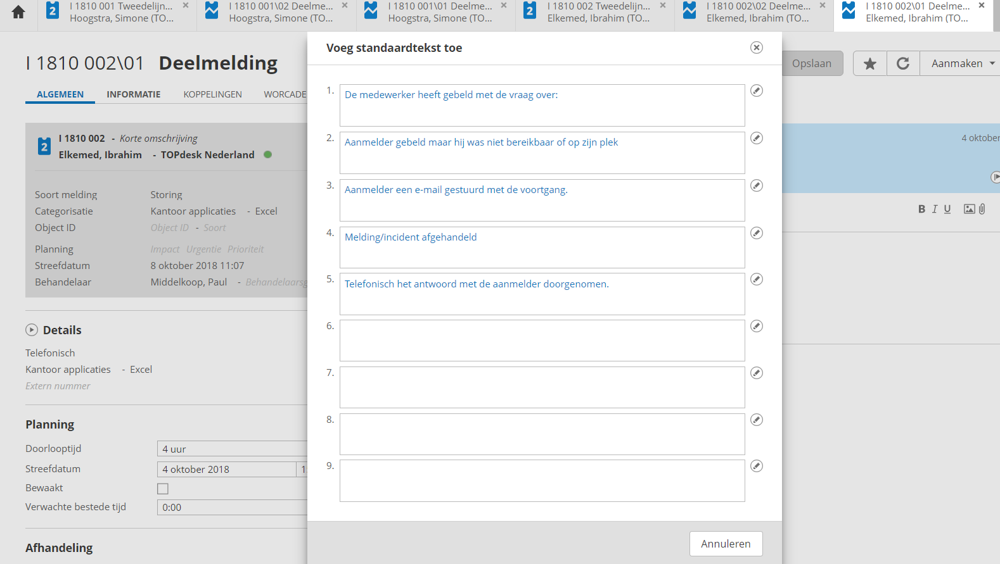 I 1810 001 Tweedelijn...
Hoogstra, Simone (TO...
I 1810 001\02 Deelme...
Hoogstra, Simone (TO...
I 1810 001\01 Deelme...
Hoogstra, Simone (TO...
I 1810 002 Tweedelijn...
Elkemed, Ibrahim (TO...
I 1810 002\02 Deelme...
Elkemed, Ibrahim (TO...
I 1810 002\01 Deelme...
Elkemed, Ibrahim (TO...
I 1810 002\01 Deelmelding
Opslaan
Aanmaken
ALGEMEEN INFORMATIE KOPPELINGEN WORCADE
2 I 1810 002 - Korte omschrijving
Elkemed, Ibrahim - TOPdesk Nederland
Soort melding Storing
Categorisatie Kantoor applicaties - Excel
Object ID Object ID - Soort
Planning Impact Urgentie Prioriteit
Streefdatum 8 oktober 2018 11:07
Behandelaar Middelkoop, Paul - Behandelaarsg
Details
Telefonisch
Kantoor applicaties - Excel
Extern nummer
Planning
Doorlooptijd 4 uur
Streefdatum 4 oktober 2018 1
Bewaakt
Verwachte bestede tijd 0:00
Afhandeling
Voeg standaardtekst toe
1. De medewerker heeft gebeld met de vraag over:
2. Aanmelder gebeld maar hij was niet bereikbaar of op zijn plek
3. Aanmelder een e-mail gestuurd met de voortgang.
4. Melding/incident afgehandeld
5. Telefonisch het antwoord met de aanmelder doorgenomen.
6.
7.
8.
9.
Annuleren
4 oktober
B I U